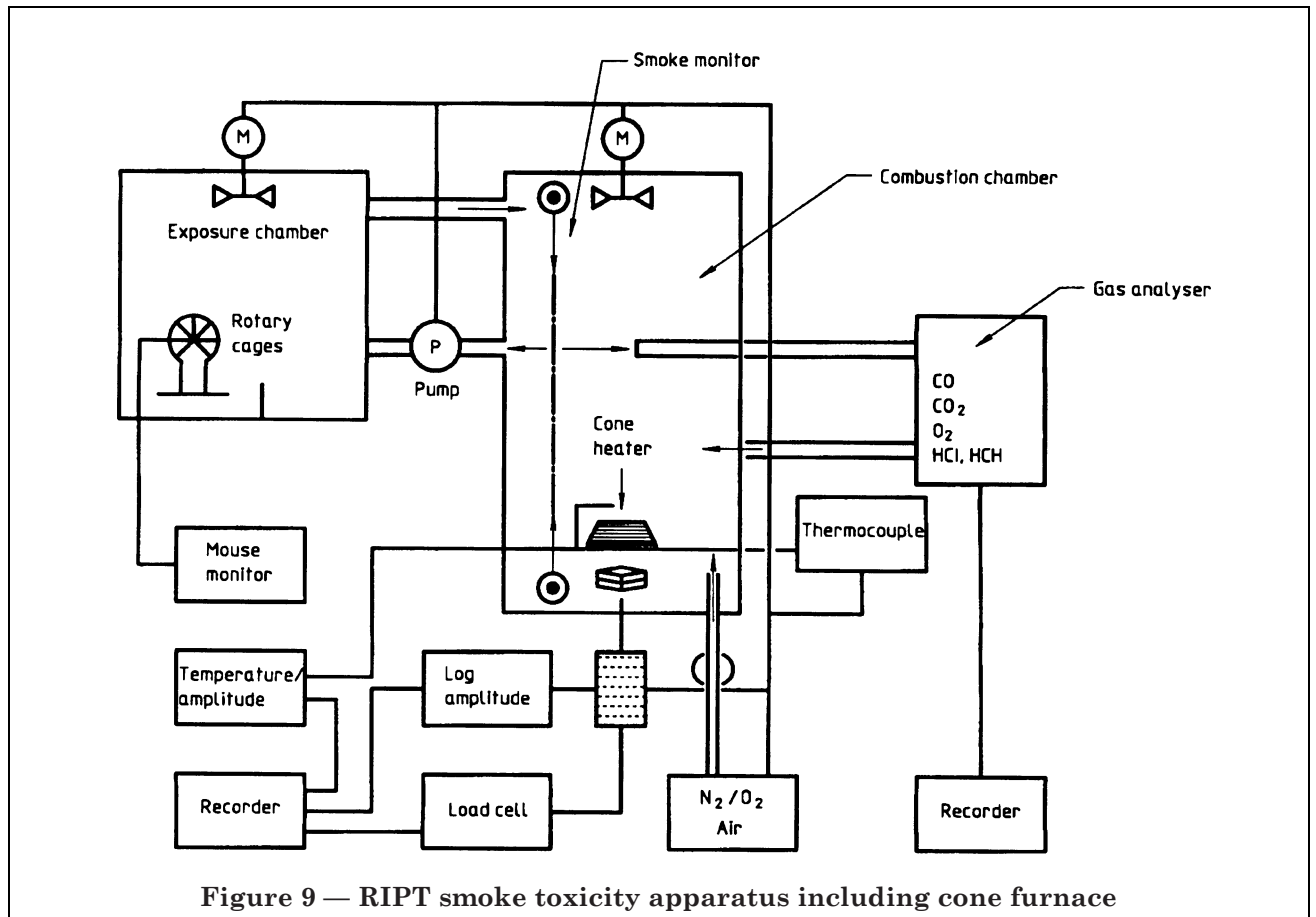 Smoke monitor
M
M
Combustion chamber
Exposure chamber
Gas analyser
Rotary
cages
P
Pump
CO
CO₂
O₂
HCl, HCH
Cone
heater
Thermocouple
Mouse
monitor
Temperature/
amplitude
Log
amplitude
Recorder
Load cell
N₂/O₂
Air
Recorder
Figure 9 — RIPT smoke toxicity apparatus including cone furnace